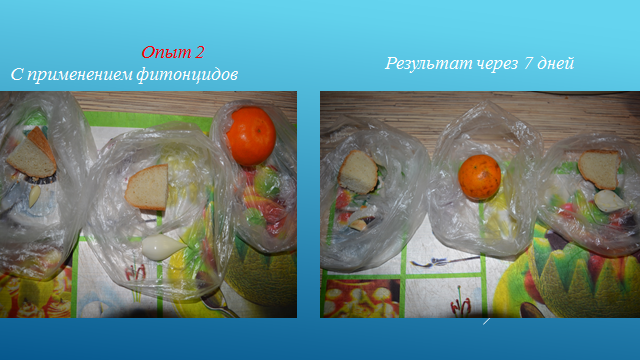 Опыт 2
С применением фитонцидов
Результат через 7 дней